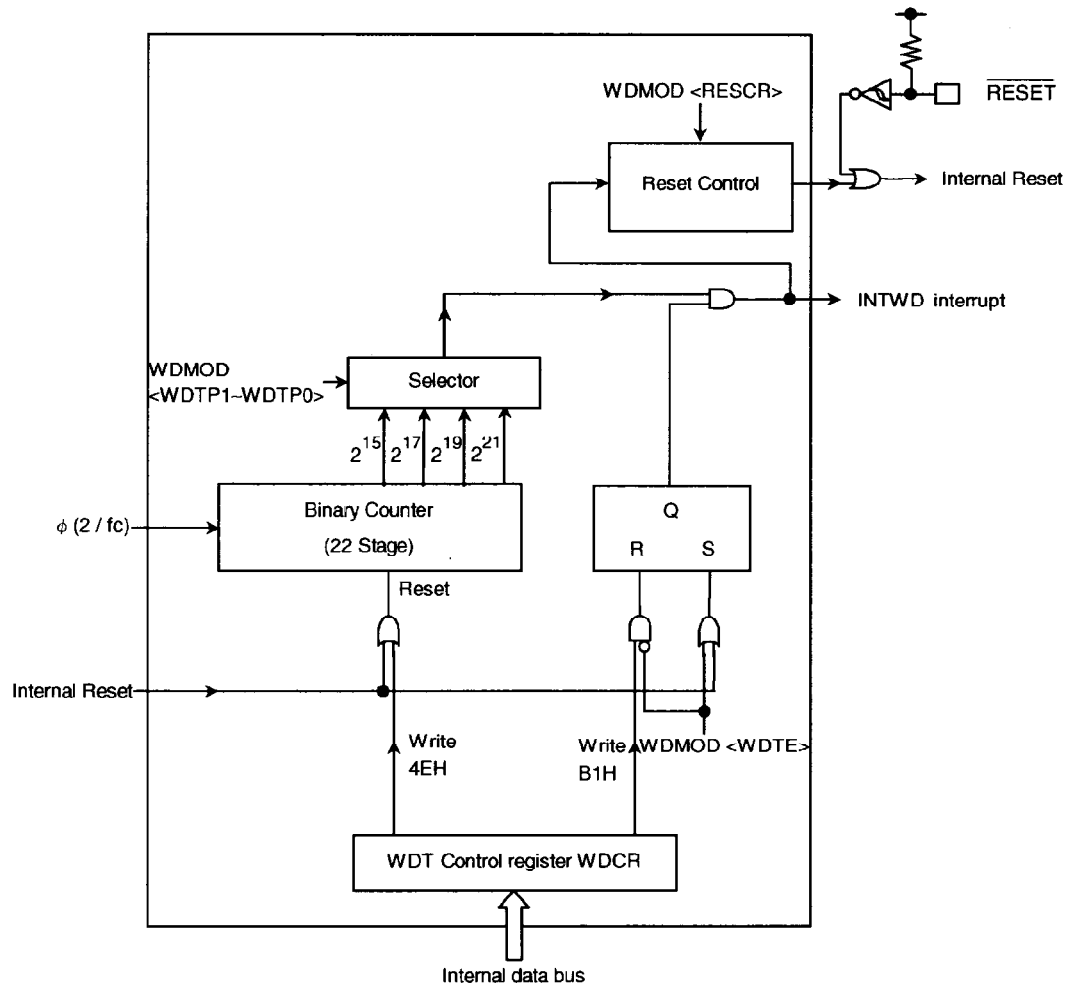 WDMOD <RESCR>
RESET
Reset Control
Internal Reset
INTWD interrupt
WDMOD
<WDTP1~WDTP0>
Selector
2^15 2^17 2^19 2^21
Binary Counter
(22 Stage)
ϕ (2 / fc)
Q
R S
Reset
Internal Reset
Write
4EH
Write
B1H
WDMOD <WDTE>
WDT Control register WDCR
Internal data bus